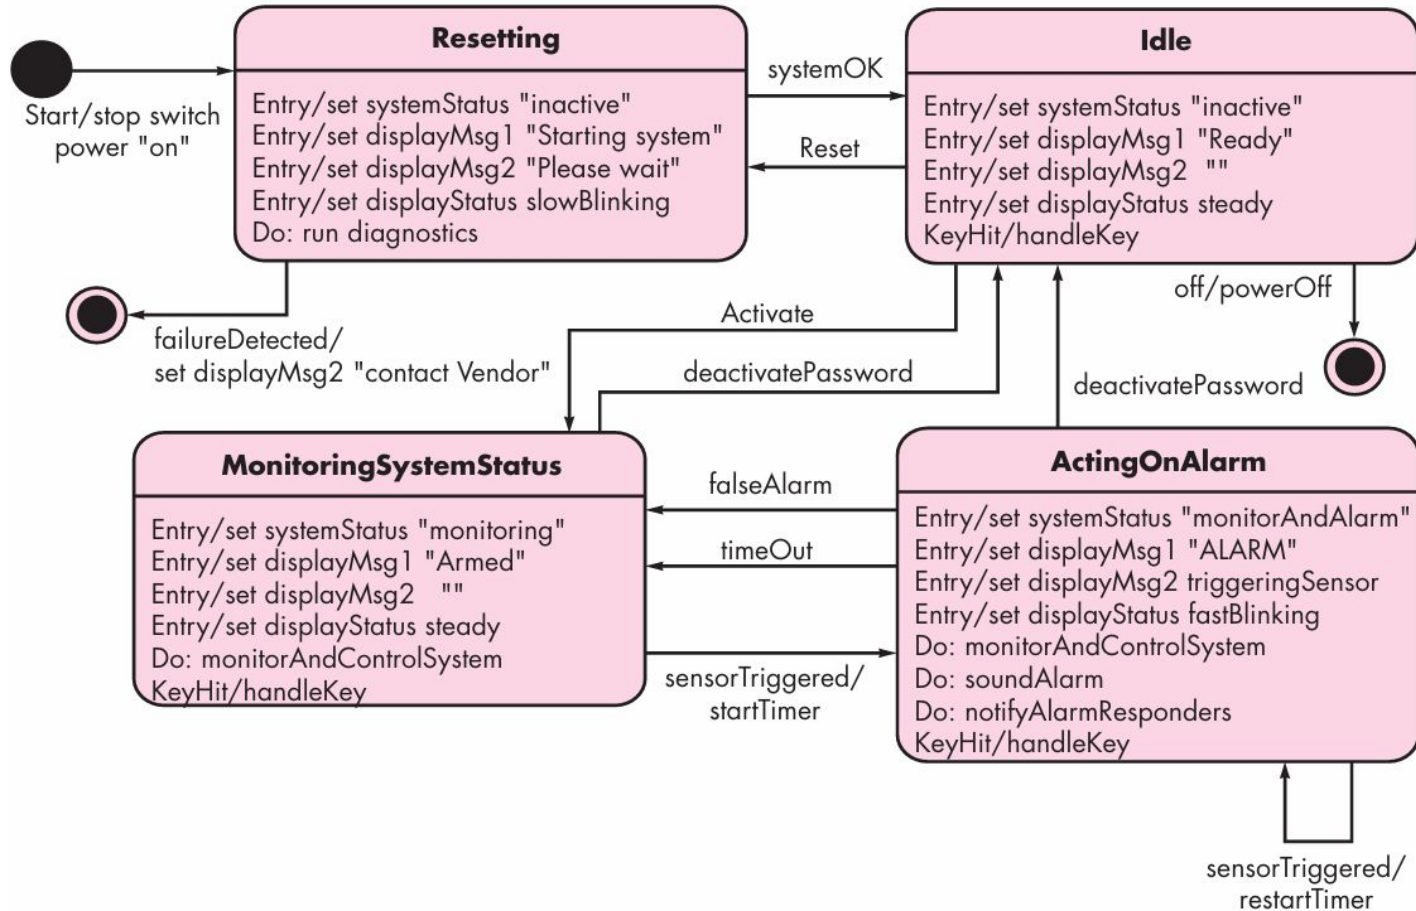 Resetting
Entry/set systemStatus "inactive"
Entry/set displayMsg1 "Starting system"
Entry/set displayMsg2 "Please wait"
Entry/set displayStatus slowBlinking
Do: run diagnostics
Start/stop switch
power "on"
systemOK
Reset
Idle
Entry/set systemStatus "inactive"
Entry/set displayMsg1 "Ready"
Entry/set displayMsg2 ""
Entry/set displayStatus steady
KeyHit/handleKey
failureDetected/
set displayMsg2 "contact Vendor"
Activate
deactivatePassword
off/powerOff
deactivatePassword
MonitoringSystemStatus
Entry/set systemStatus "monitoring"
Entry/set displayMsg1 "Armed"
Entry/set displayMsg2 ""
Entry/set displayStatus steady
Do: monitorAndControlSystem
KeyHit/handleKey
falseAlarm
timeOut
sensorTriggered/
startTimer
ActingOnAlarm
Entry/set systemStatus "monitorAndAlarm"
Entry/set displayMsg1 "ALARM"
Entry/set displayMsg2 triggeringSensor
Entry/set displayStatus fastBlinking
Do: monitorAndControlSystem
Do: soundAlarm
Do: notifyAlarmResponders
KeyHit/handleKey
sensorTriggered/
restartTimer